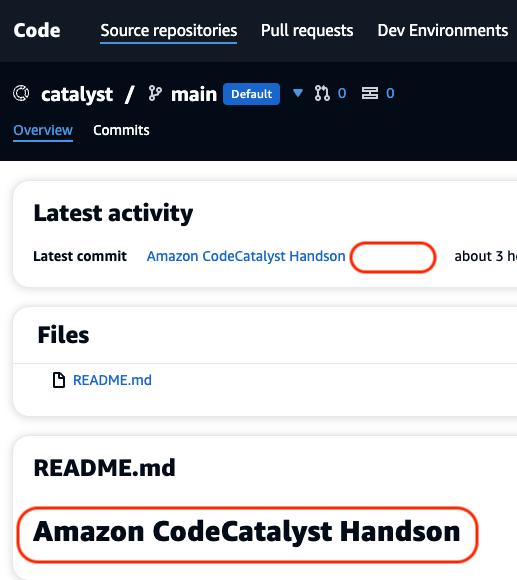 Code Source repositories Pull requests Dev Environments
catalyst / main Default 0 0
Overview Commits
Latest activity
Latest commit Amazon CodeCatalyst Handson about 3
Files
README.md
README.md
Amazon CodeCatalyst Handson